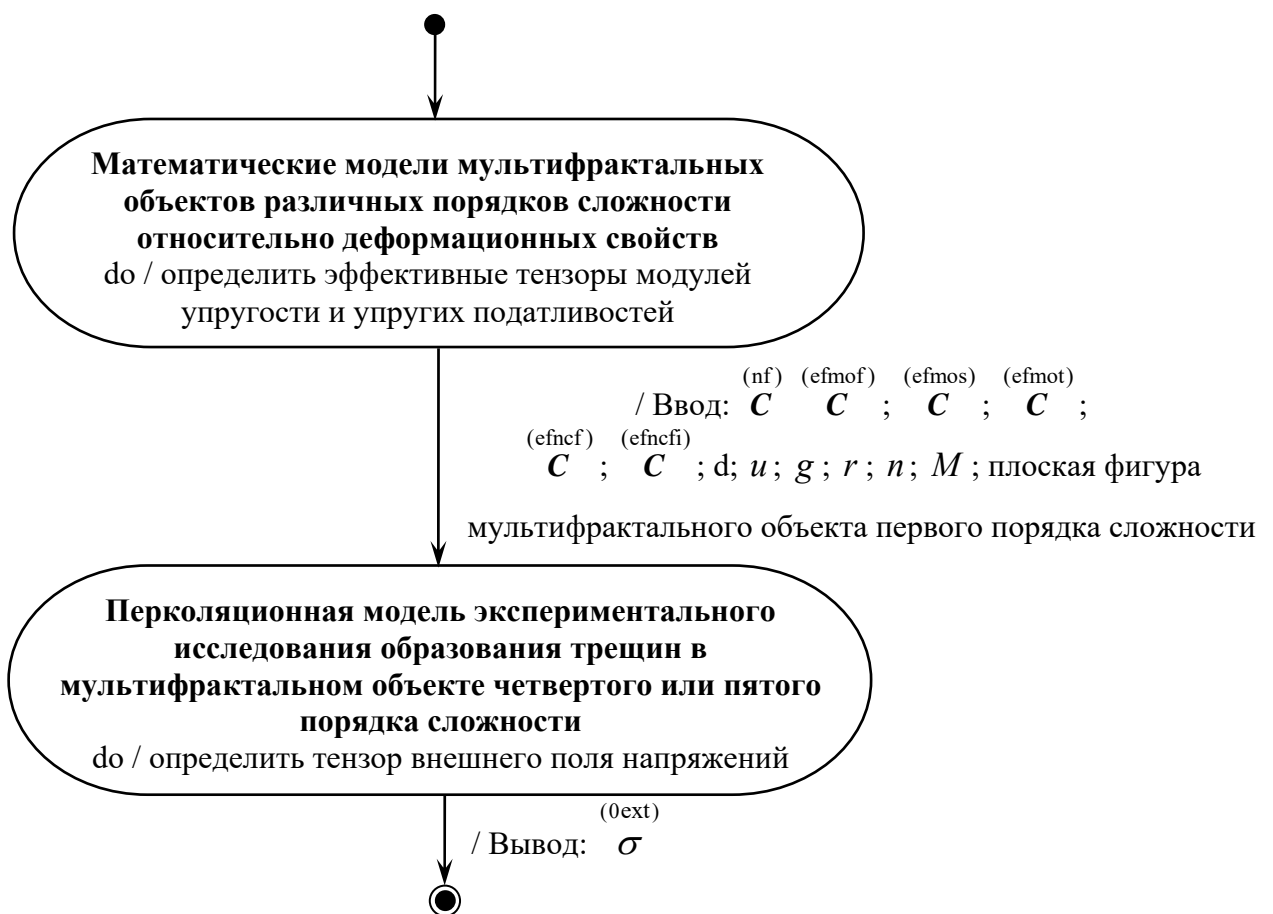 Математические модели мультифрактальных
объектов различных порядков сложности
относительно деформационных свойств
do / определить эффективные тензоры модулей
упругости и упругих податливостей
(nf) (efmof) (efmos) (efmot)
/ Ввод: C C ; C ; C ;
(efncf) (efncfi)
C ; C ; d; u ; g ; r ; n ; M ; плоская фигура
мультифрактального объекта первого порядка сложности
Перколяционная модель экспериментального
исследования образования трещин в
мультифрактальном объекте четвертого или пятого
порядка сложности
do / определить тензор внешнего поля напряжений
(0ext)
/ Вывод: σ